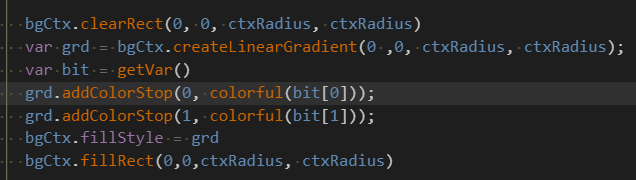 bgCtx.clearRect(0, 0, ctxRadius, ctxRadius)
var grd = bgCtx.createLinearGradient(0 ,0, ctxRadius, ctxRadius);
var bit = getVar()
grd.addColorStop(0, colorful(bit[0]));
grd.addColorStop(1, colorful(bit[1]));
bgCtx.fillStyle = grd
bgCtx.fillRect(0,0,ctxRadius, ctxRadius)